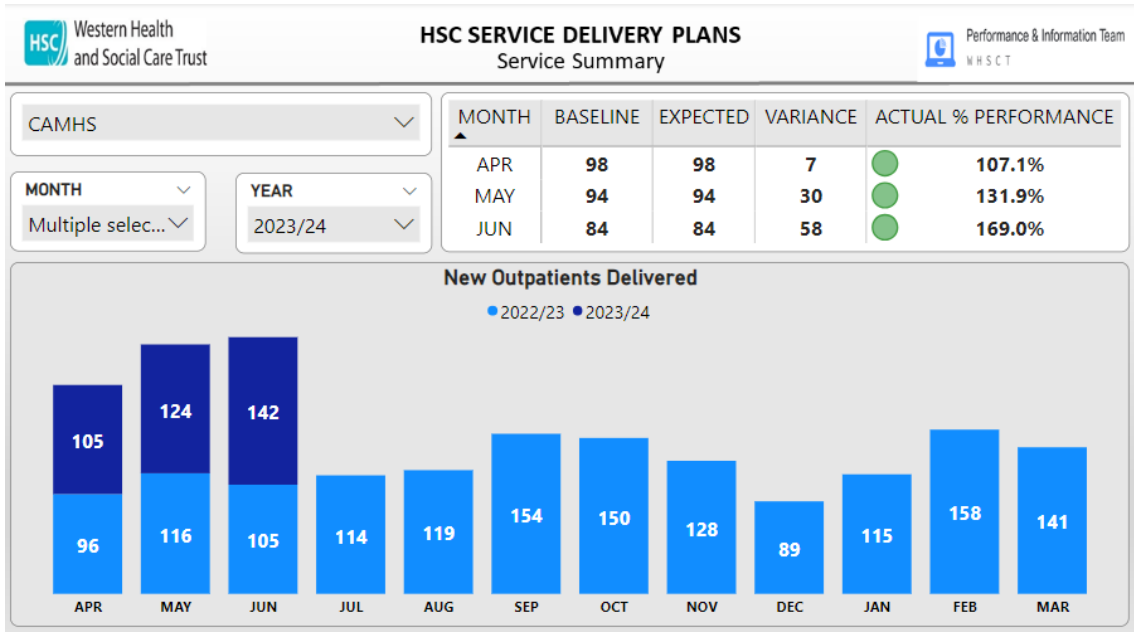 HSC
Western Health
and Social Care Trust
HSC SERVICE DELIVERY PLANS
Service Summary
Performance & Information Team
WHSCT
CAMHS
MONTH
Multiple selec...
YEAR
2023/24
MONTH BASELINE EXPECTED VARIANCE ACTUAL % PERFORMANCE
APR 98 98 7 107.1%
MAY 94 94 30 131.9%
JUN 84 84 58 169.0%
New Outpatients Delivered
2022/23 2023/24
105 124 142
96 116 105 114 119 154 150 128 89 115 158 141
APR MAY JUN JUL AUG SEP OCT NOV DEC JAN FEB MAR